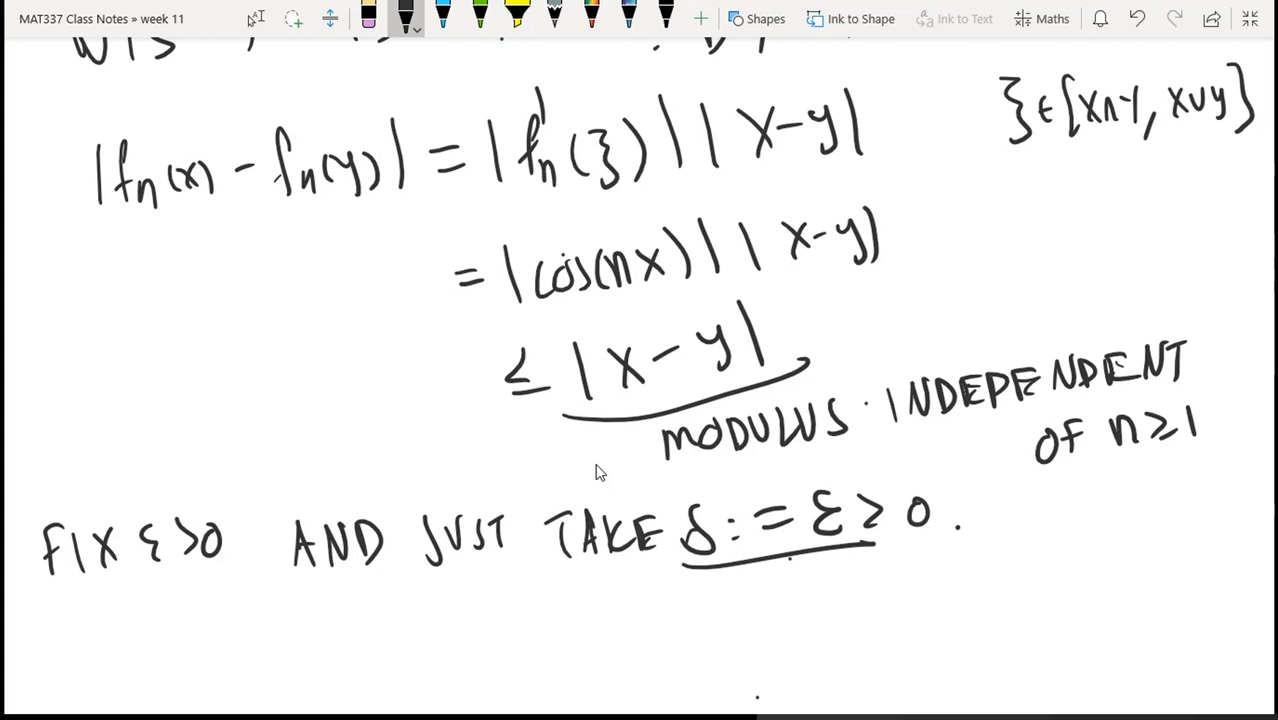 MAT337 Class Notes » week 11
Shapes
Ink to Shape
Ink to Text
Maths
|fn(x) - fn(y)| = |fn'(ξ)| |x-y|
ξ ∈ [x∧y, x∨y}
= |cos(nx)| |x-y|
≤ |x-y|
MODULUS · INDEPENDENT
OF n≥1
FIX ε>0 AND JUST TAKE δ := ε ≥ 0.